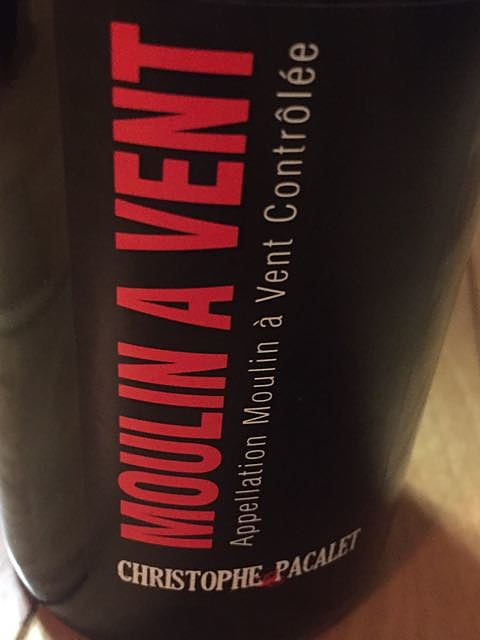 MOULIN A VENT
Appellation Moulin à Vent Contrôlée
CHRISTOPHE PACALET